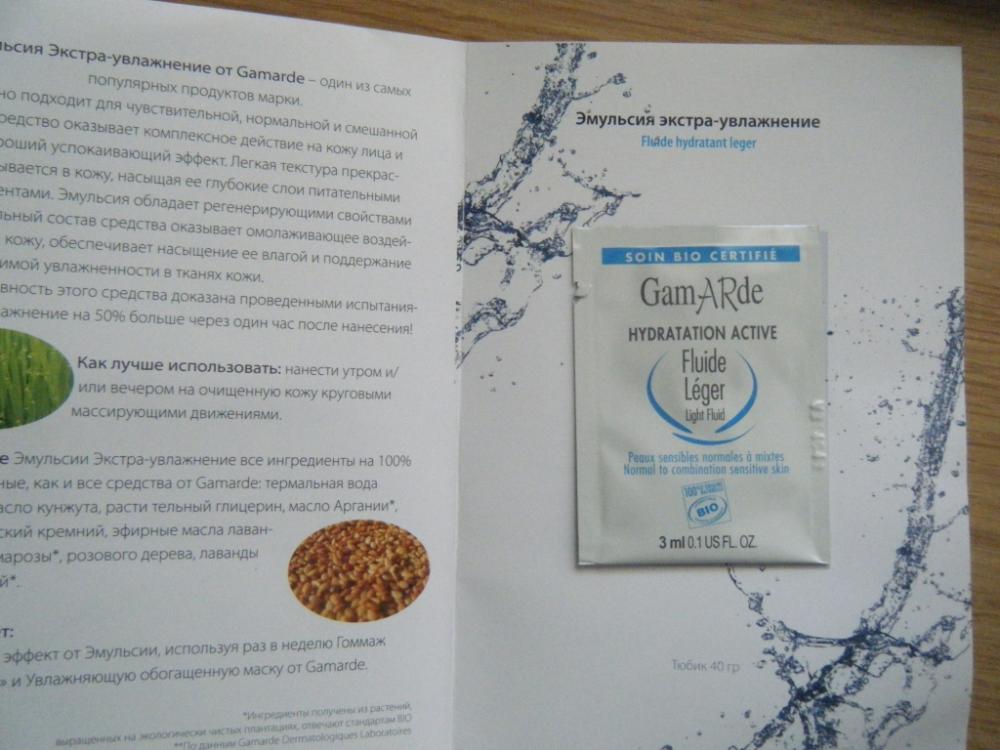 ьсия Экстра-увлажнение от Gamarde – один из самых
популярных продуктов марки.
но подходит для чувствительной, нормальной и смешанной
редство оказывает комплексное действие на кожу лица и
роший успокаивающий эффект. Легкая текстура прекрас-
ывается в кожу, насыщая ее глубокие слои питательными
ентами. Эмульсия обладает регенерирующими свойствами
льный состав средства оказывает омолаживающее воздей-
кожу, обеспечивает насыщение ее влагой и поддержание
имой увлажненности в тканях кожи.
вность этого средства доказана проведенными испытания-
ажнение на 50% больше через один час после нанесения!
Как лучше использовать: нанести утром и/
или вечером на очищенную кожу круговыми
массирующими движениями.
е Эмульсии Экстра-увлажнение все ингредиенты на 100%
ные, как и все средства от Gamarde: термальная вода
асло кунжута, расти тельный глицерин, масло Аргании*,
ский кремний, эфирные масла лаван-
марозы*, розового дерева, лаванды
й*.
ет:
эффект от Эмульсии, используя раз в неделю Гоммаж
» и Увлажняющую обогащенную маску от Gamarde.
*Ингредиенты получены из растений,
выращенных на экологически чистых плантациях, отвечают стандартам BIO
**По данным Gamarde Dermatologiques Laboratoires
Эмульсия экстра-увлажнение
Fluide hydratant leger
SOIN BIO CERTIFIÉ
GamARde
HYDRATATION ACTIVE
Fluide
Léger
Light Fluid
Peaux sensibles normales à mixtes
Normal to combination sensitive skin
BIO
3 ml 0.1 US FL. OZ.
Тюбик 40 гр